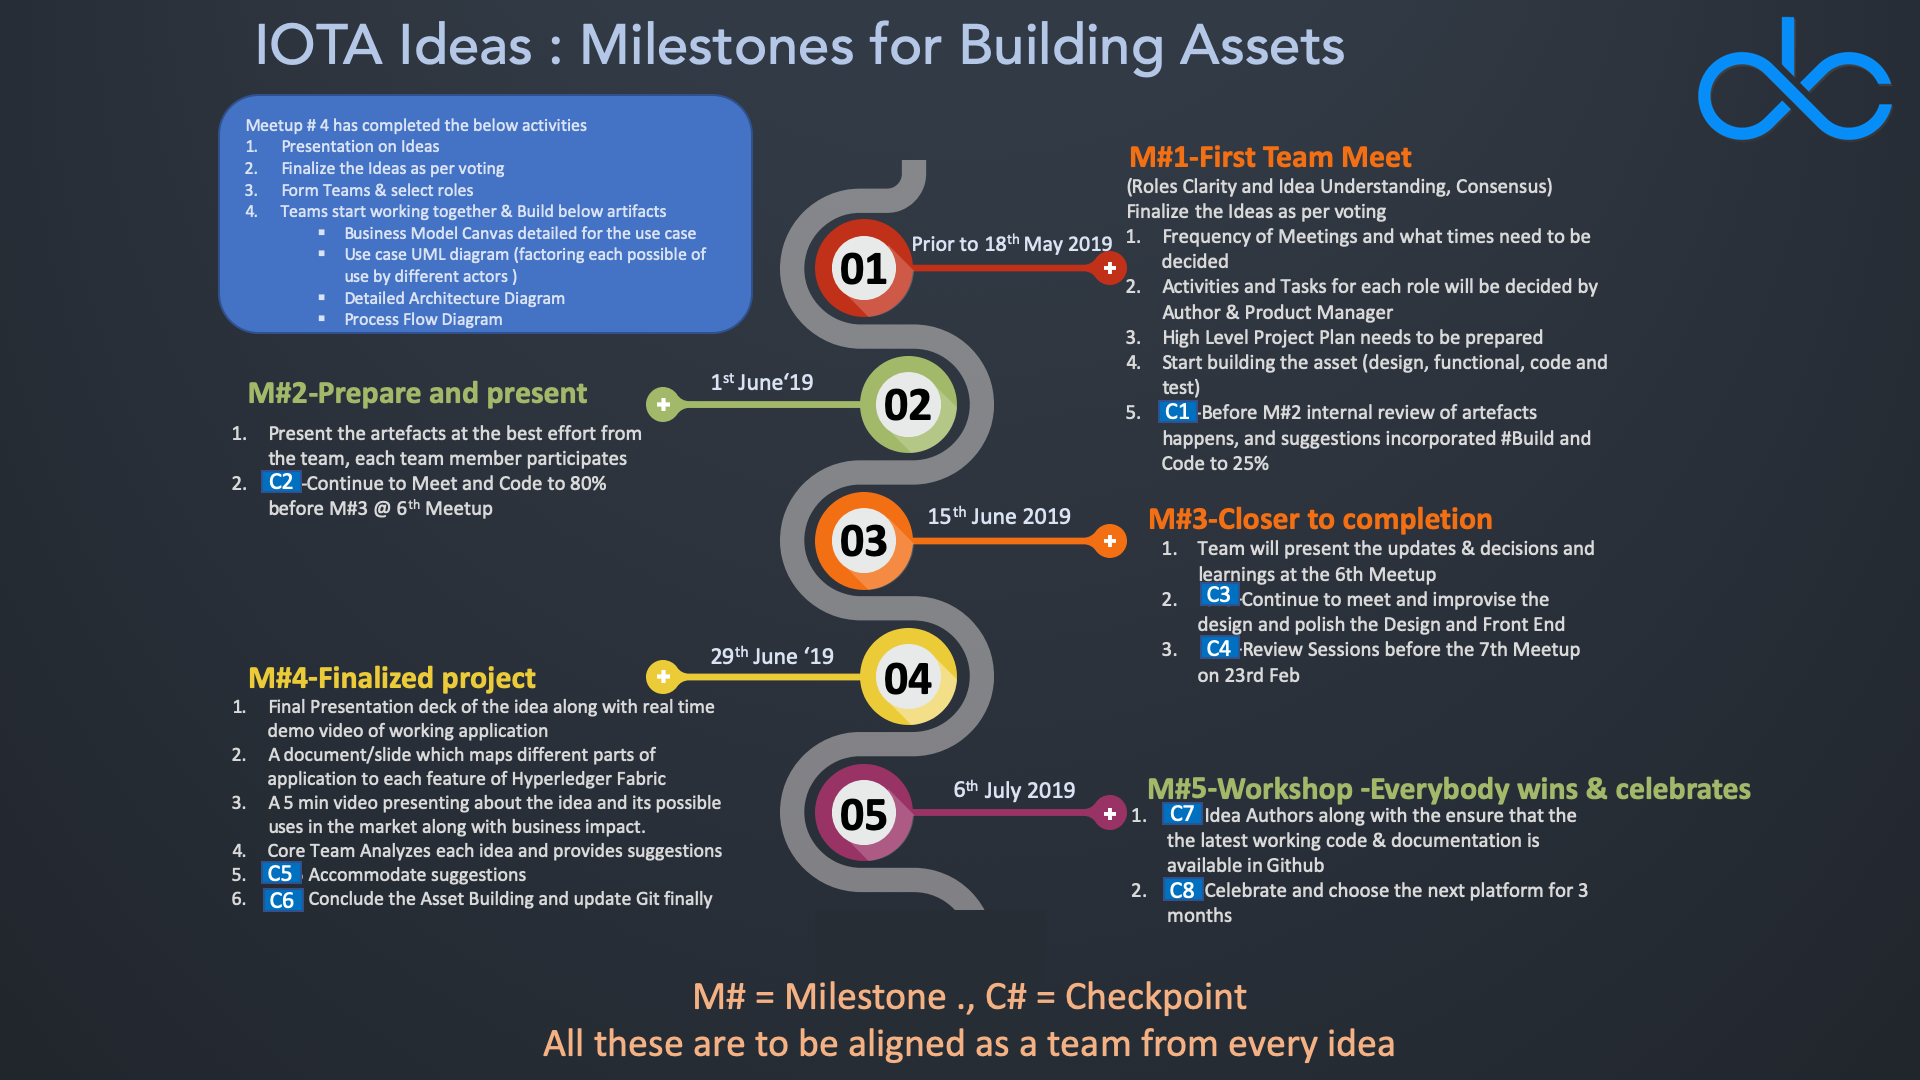 IOTA Ideas : Milestones for Building Assets
Meetup # 4 has completed the below activities
1. Presentation on Ideas
2. Finalize the Ideas as per voting
3. Form Teams & select roles
4. Teams start working together & Build below artifacts
▪ Business Model Canvas detailed for the use case
▪ Use case UML diagram (factoring each possible of
use by different actors )
▪ Detailed Architecture Diagram
▪ Process Flow Diagram
01
Prior to 18th May 2019
M#1-First Team Meet
(Roles Clarity and Idea Understanding, Consensus)
Finalize the Ideas as per voting
1. Frequency of Meetings and what times need to be
decided
2. Activities and Tasks for each role will be decided by
Author & Product Manager
3. High Level Project Plan needs to be prepared
4. Start building the asset (design, functional, code and
test)
5. C1 -Before M#2 internal review of artefacts
happens, and suggestions incorporated #Build and
Code to 25%
02
1st June‘19
M#2-Prepare and present
1. Present the artefacts at the best effort from
the team, each team member participates
2. C2 -Continue to Meet and Code to 80%
before M#3 @ 6th Meetup
03
15th June 2019
M#3-Closer to completion
1. Team will present the updates & decisions and
learnings at the 6th Meetup
2. C3 -Continue to meet and improvise the
design and polish the Design and Front End
3. C4 -Review Sessions before the 7th Meetup
on 23rd Feb
04
29th June ‘19
M#4-Finalized project
1. Final Presentation deck of the idea along with real time
demo video of working application
2. A document/slide which maps different parts of
application to each feature of Hyperledger Fabric
3. A 5 min video presenting about the idea and its possible
uses in the market along with business impact.
4. Core Team Analyzes each idea and provides suggestions
5. C5 Accommodate suggestions
6. C6 Conclude the Asset Building and update Git finally
05
6th July 2019
M#5-Workshop -Everybody wins & celebrates
1. C7 Idea Authors along with the ensure that the
the latest working code & documentation is
available in Github
2. C8 Celebrate and choose the next platform for 3
months
M# = Milestone ., C# = Checkpoint
All these are to be aligned as a team from every idea